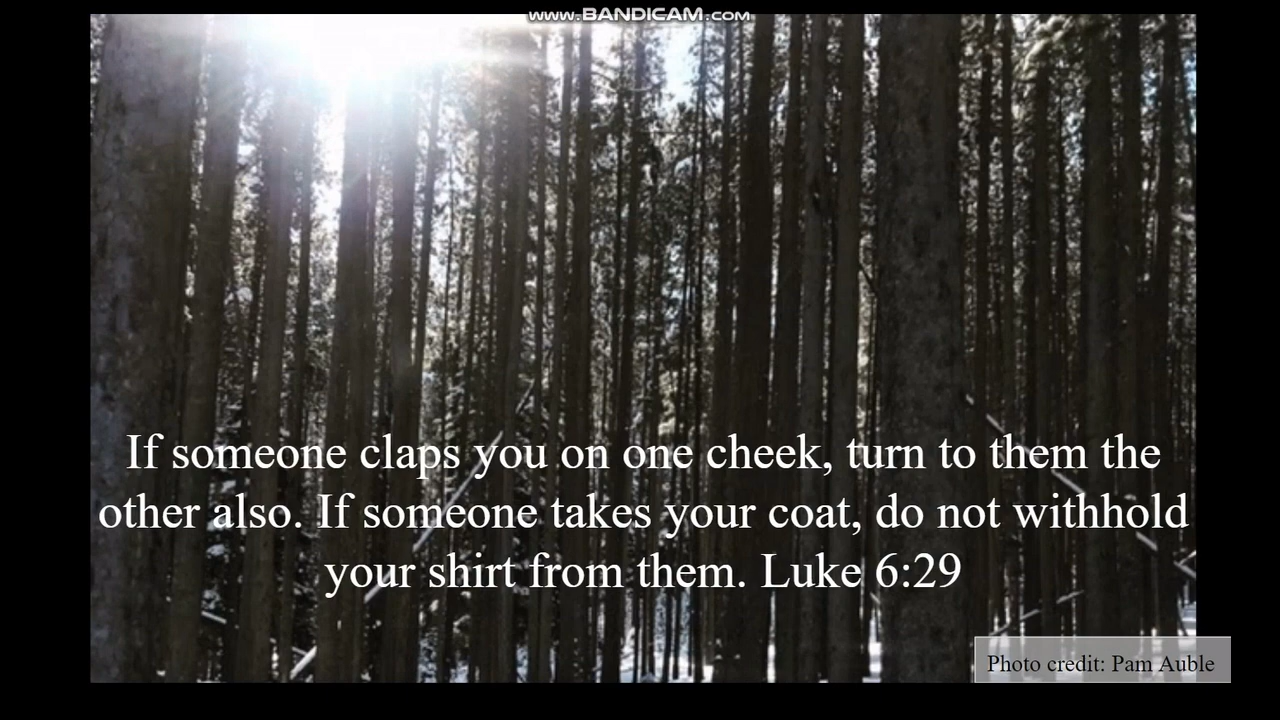 www.BANDICAM.com
If someone claps you on one cheek, turn to them the
other also. If someone takes your coat, do not withhold
your shirt from them. Luke 6:29
Photo credit: Pam Auble